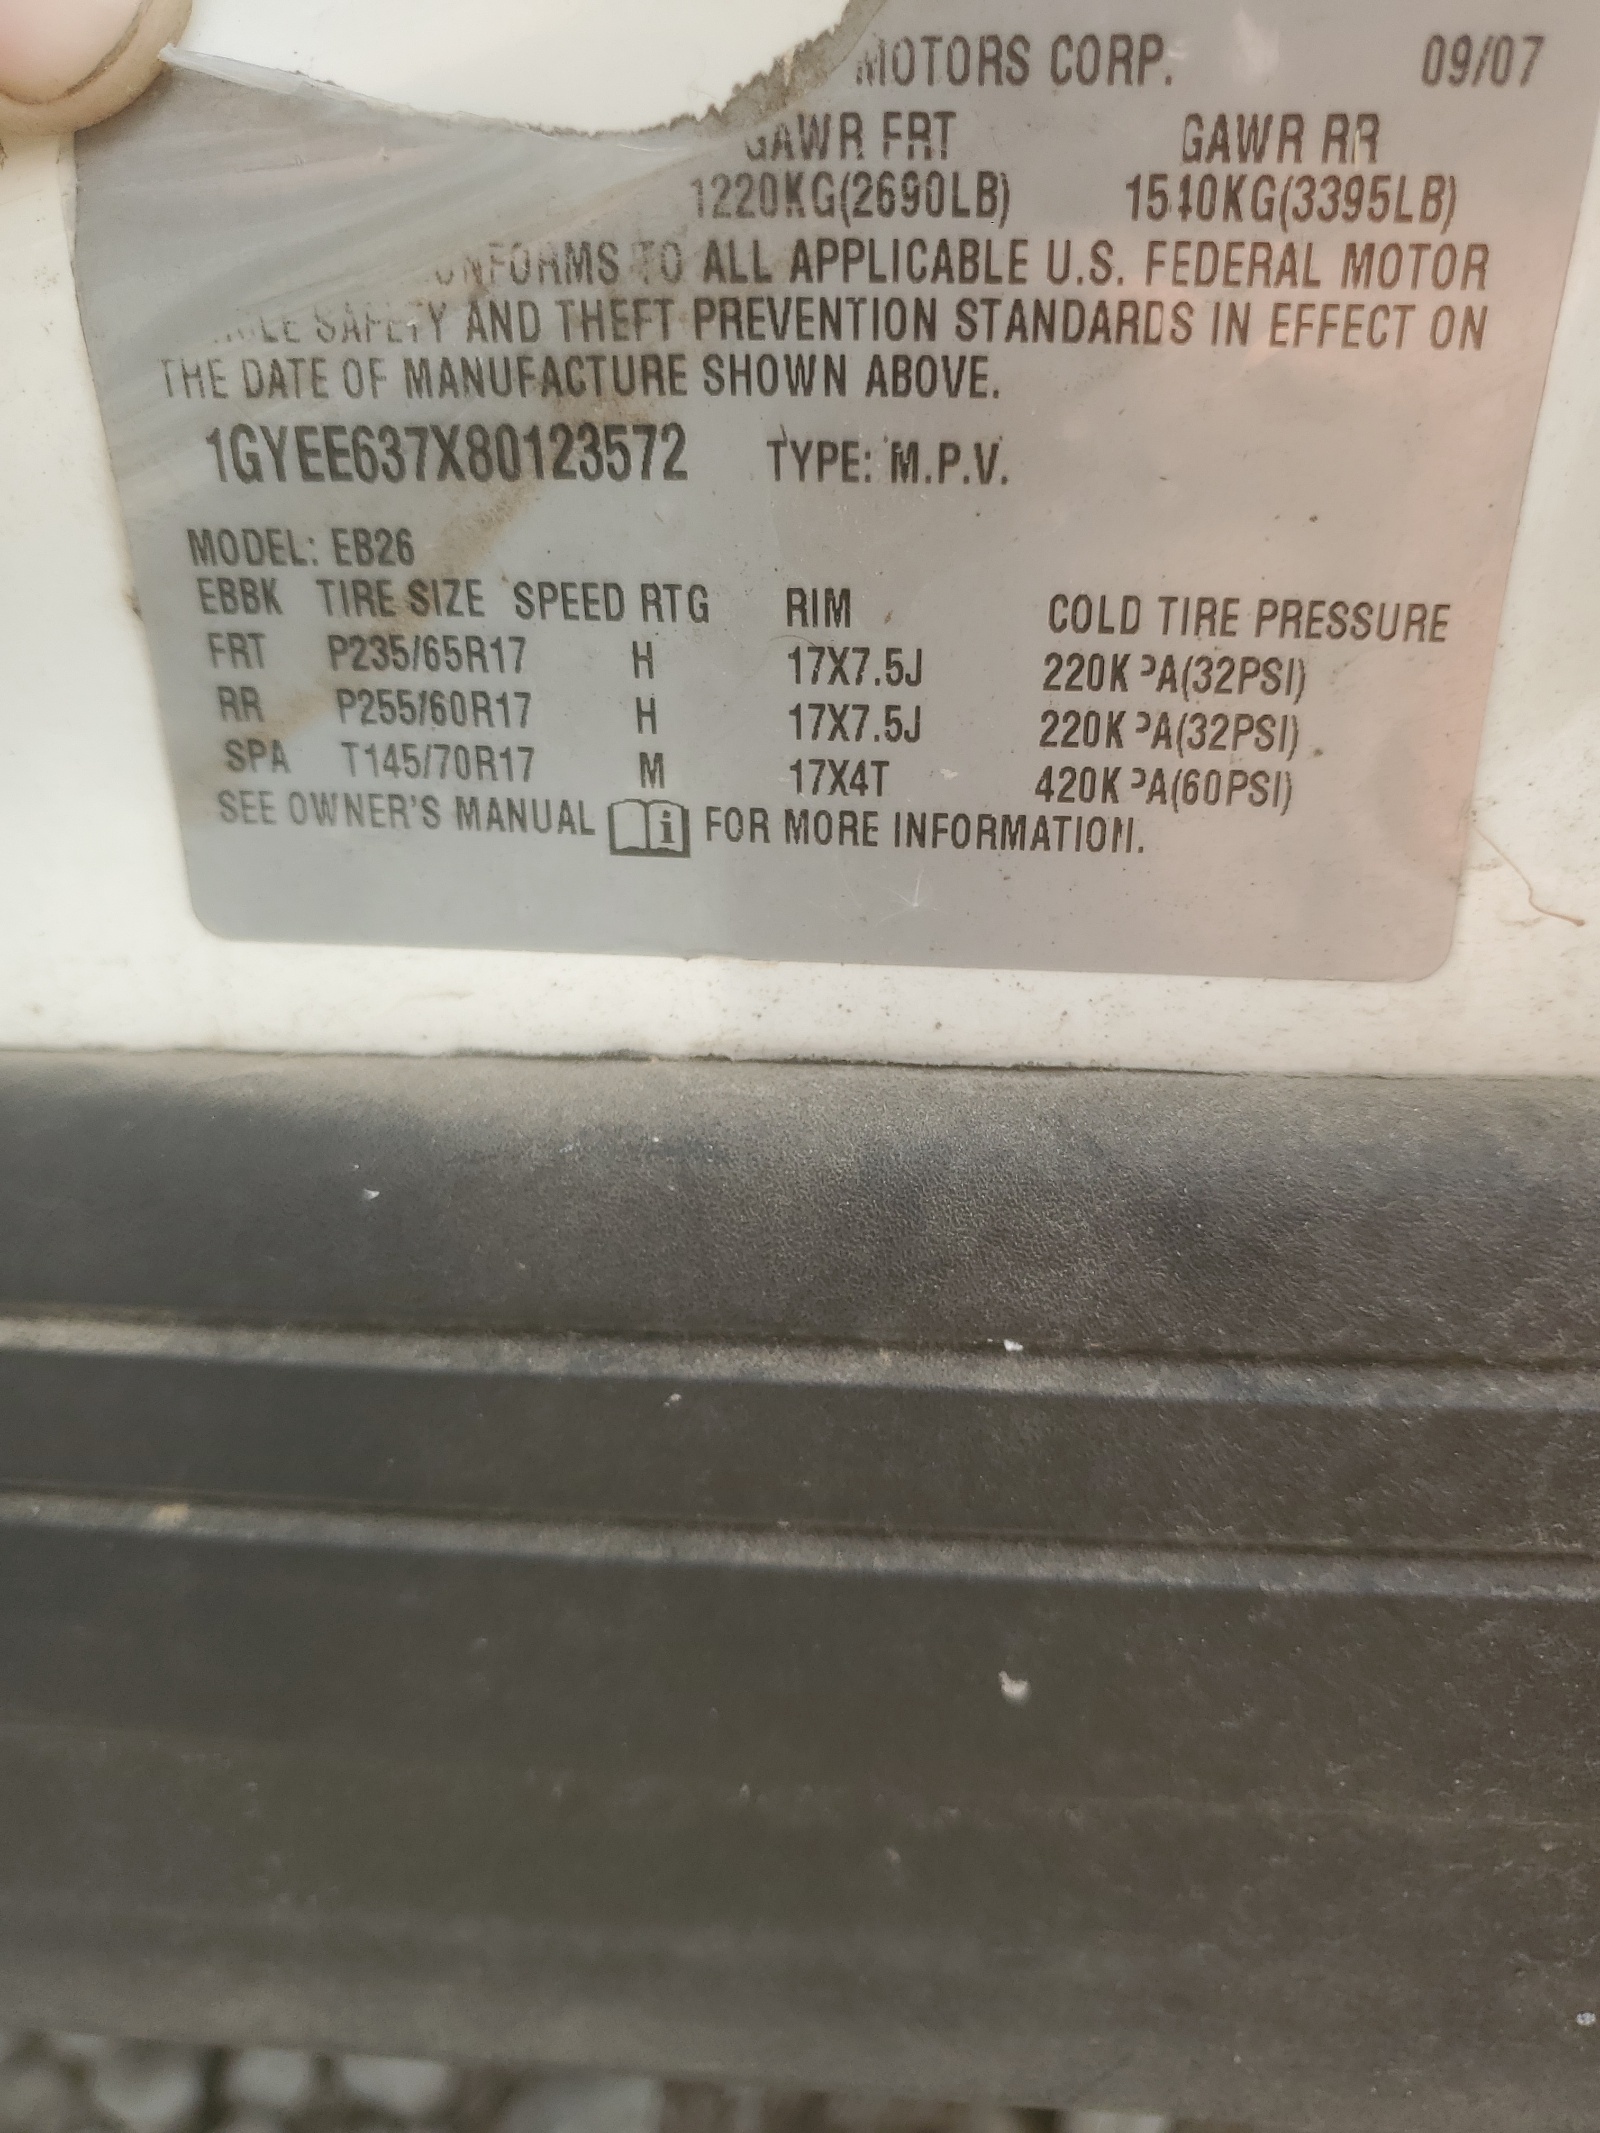 MOTORS CORP. 09/07
GAWR FRT GAWR RR
1220KG(2690LB) 1540KG(3395LB)
TO ALL APPLICABLE U.S. FEDERAL MOTOR
SAFETY AND THEFT PREVENTION STANDARDS IN EFFECT ON
THE DATE OF MANUFACTURE SHOWN ABOVE.
1GYEE637X80123572 TYPE: M.P.V.
MODEL: EB26
EBBK TIRE SIZE SPEED RTG RIM COLD TIRE PRESSURE
FRT P235/65R17 H 17X7.5J 220KPA(32PSI)
RR P255/60R17 H 17X7.5J 220KPA(32PSI)
SPA T145/70R17 M 17X4T 420KPA(60PSI)
SEE OWNER'S MANUAL FOR MORE INFORMATION.